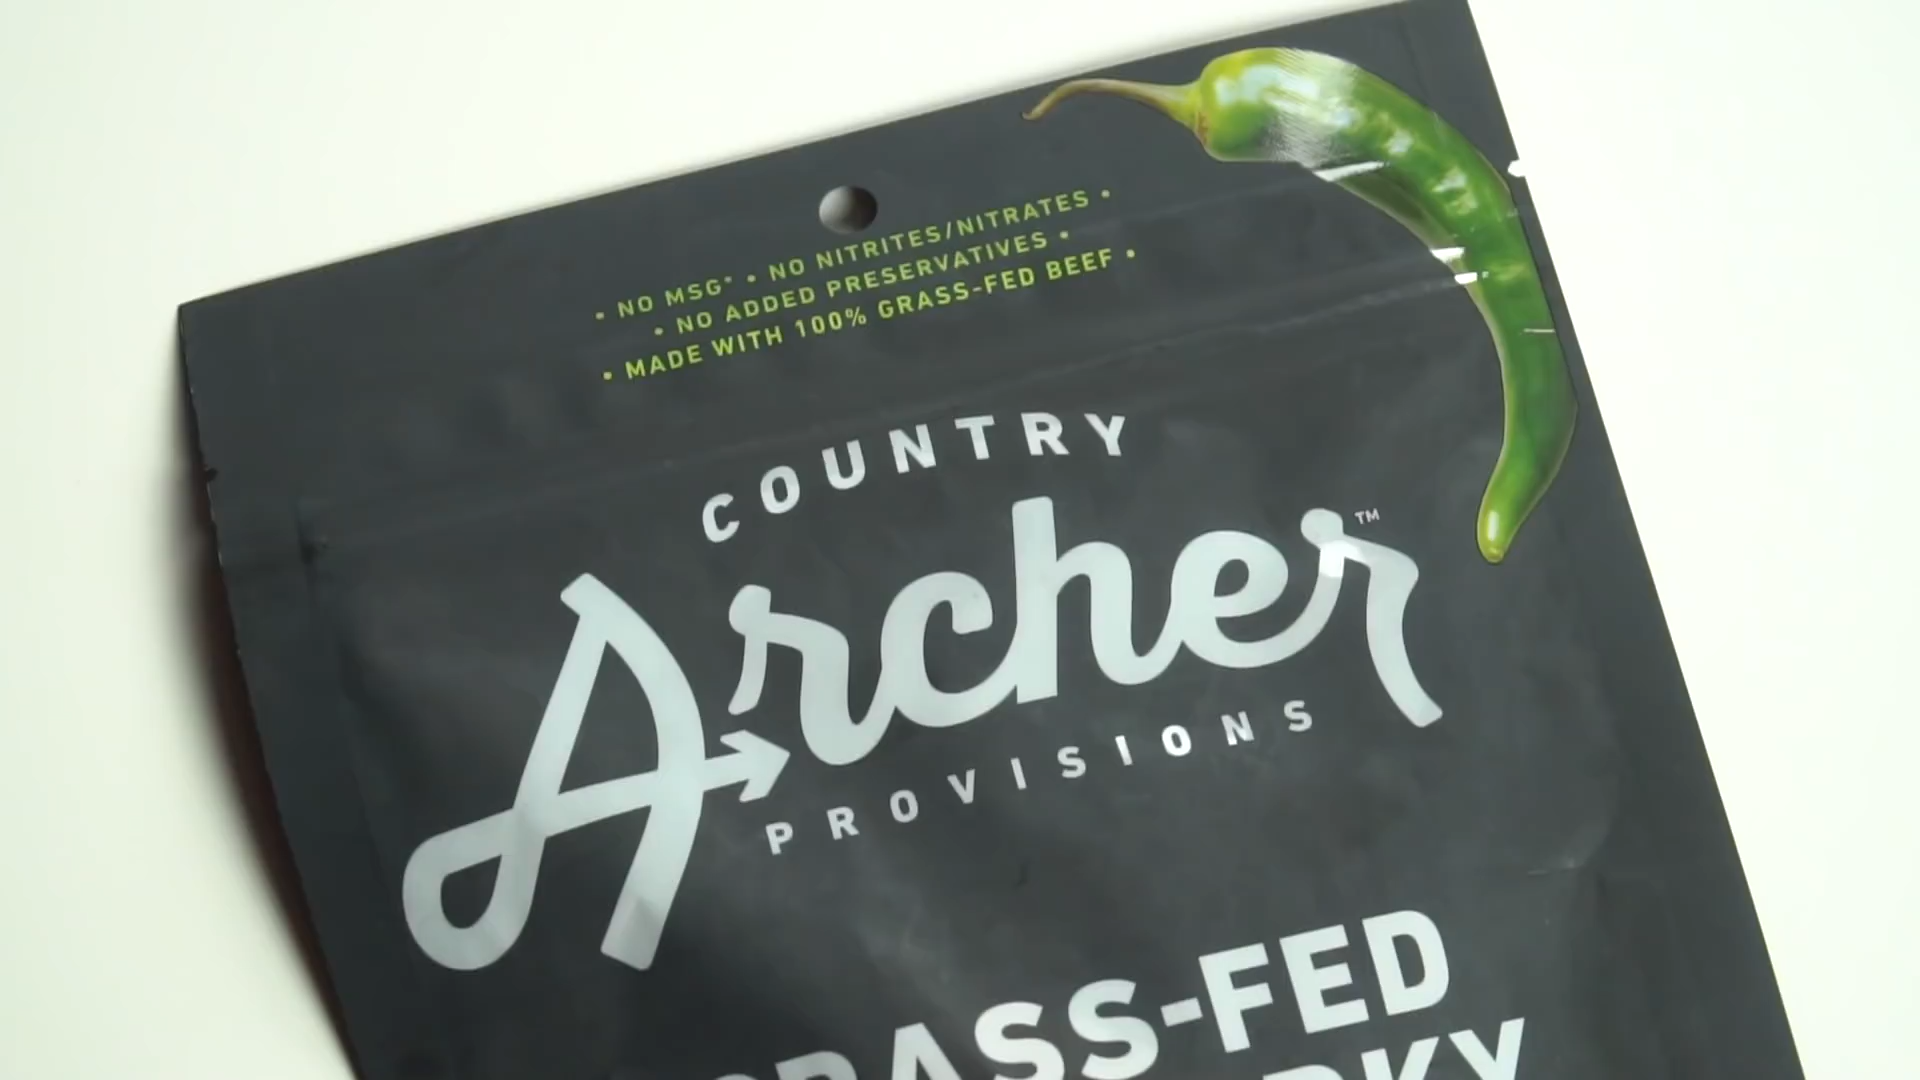 • NO MSG* • NO NITRITES/NITRATES •
• NO ADDED PRESERVATIVES •
• MADE WITH 100% GRASS-FED BEEF •
COUNTRY
Archer™
PROVISIONS
GRASS-FED